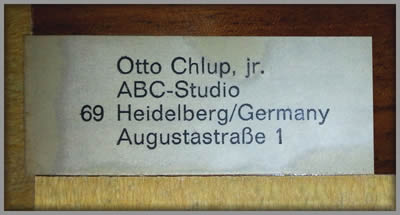 Otto Chlup, jr.
ABC-Studio
69 Heidelberg/Germany
Augustastraße 1